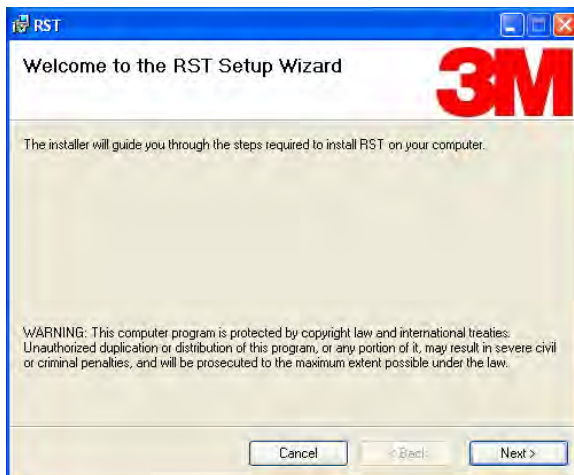 RST
Welcome to the RST Setup Wizard
3M
The installer will guide you through the steps required to install RST on your computer.
WARNING: This computer program is protected by copyright law and international treaties.
Unauthorized duplication or distribution of this program, or any portion of it, may result in severe civil
or criminal penalties, and will be prosecuted to the maximum extent possible under the law.
Cancel
< Back
Next >